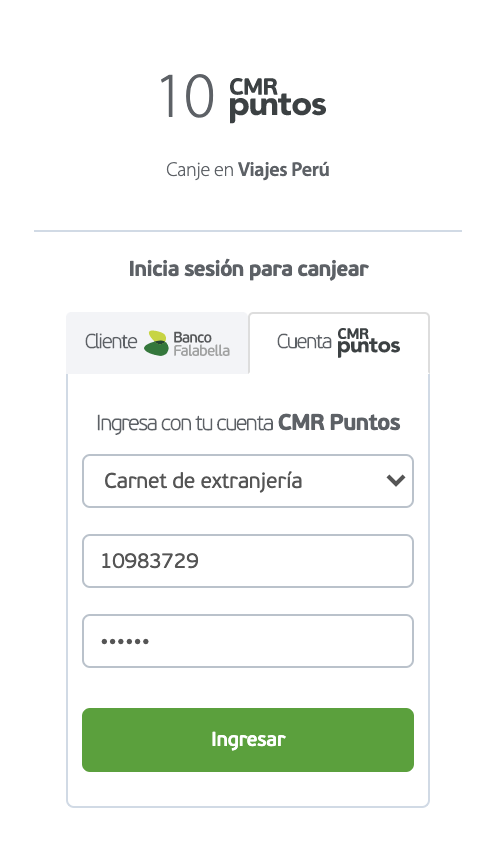 10 CMR puntos
Canje en Viajes Perú
Inicia sesión para canjear
Cliente Banco Falabella
Cuenta CMR puntos
Ingresa con tu cuenta CMR Puntos
Carnet de extranjería
10983729
••••••
Ingresar